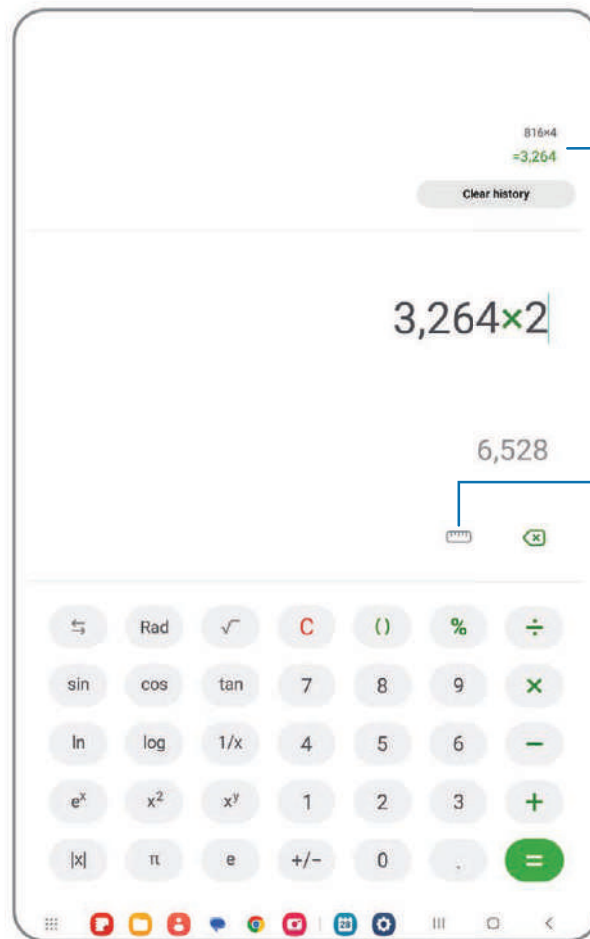 816×4
=3,264
Clear history
3,264×2
6,528
Rad √ C () % ÷
sin cos tan 7 8 9 ×
ln log 1/x 4 5 6 −
eˣ x² xʸ 1 2 3 +
|x| π e +/− 0 . =
28